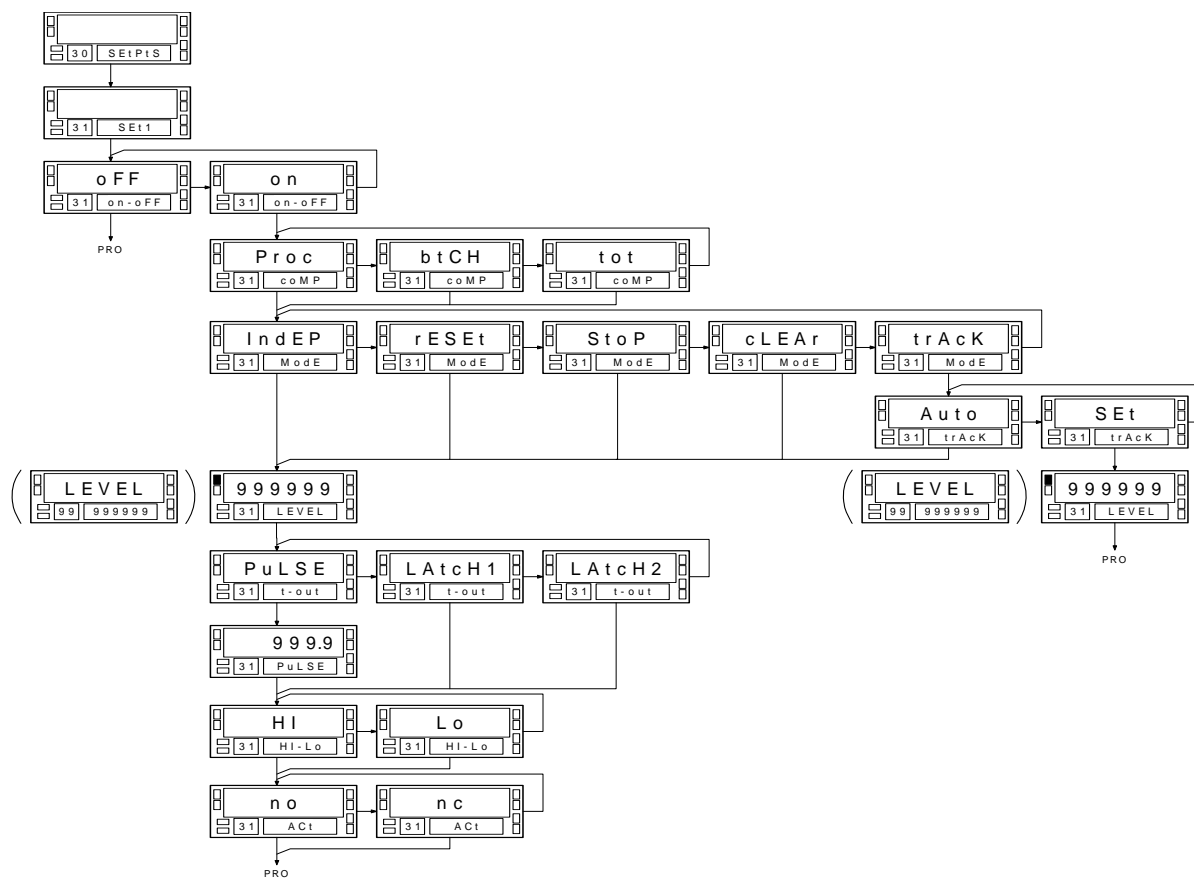 30 SEtPtS
31 SEt1
oFF on
31 on-oFF 31 on-oFF
PRO
Proc btCH tot
31 coMP 31 coMP 31 coMP
IndEP rESEt StoP cLEAr trAcK
31 ModE 31 ModE 31 ModE 31 ModE 31 ModE
Auto SEt
31 trAcK 31 trAcK
( LEVEL ) 999999 ( LEVEL ) 999999
99 999999 31 LEVEL 99 999999 31 LEVEL
PRO
PuLSE LAtcH1 LAtcH2
31 t-out 31 t-out 31 t-out
999.9
31 PuLSE
HI Lo
31 HI-Lo 31 HI-Lo
no nc
31 ACt 31 ACt
PRO